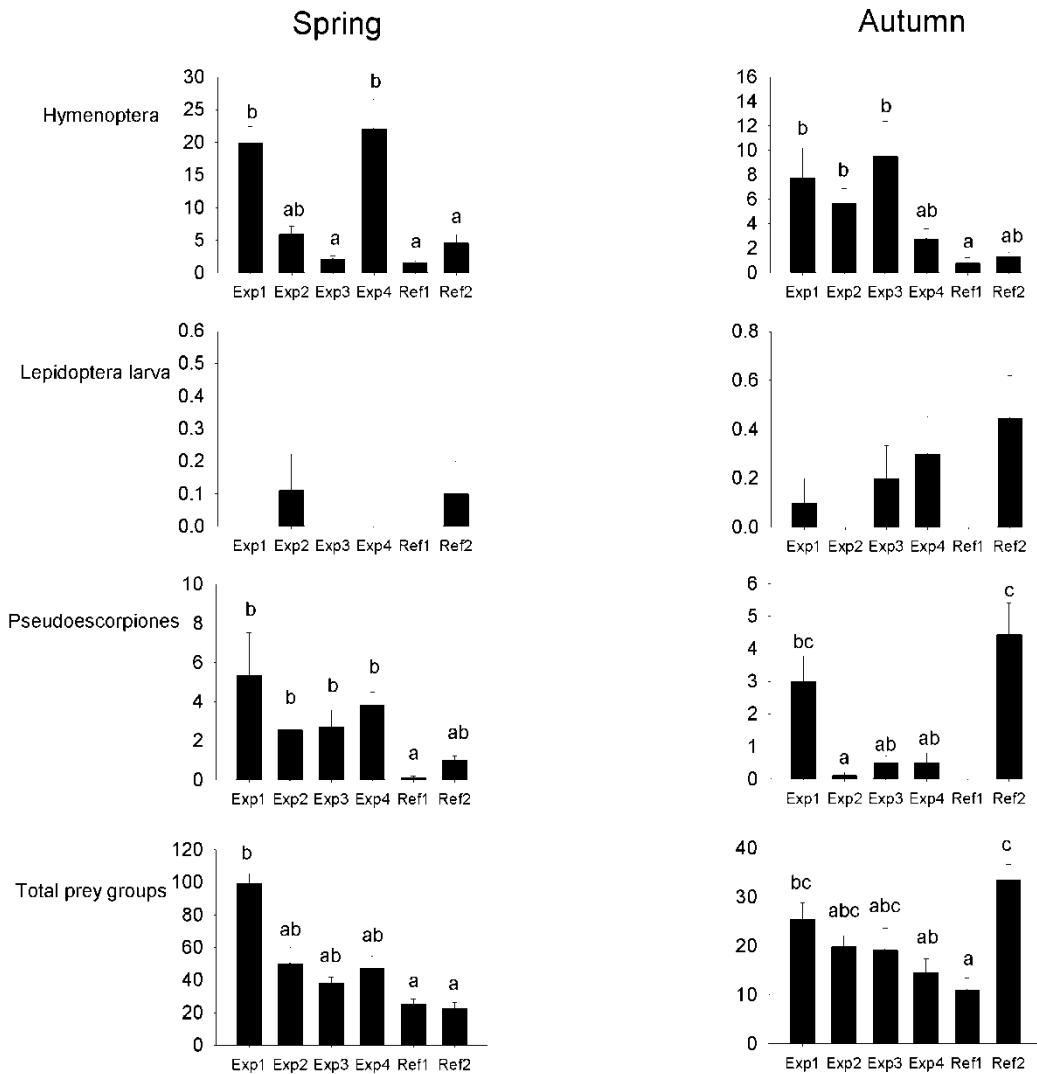 Spring
Autumn
Hymenoptera
30
25
20
15
10
5
0
b
ab
a
b
a
a
Exp1 Exp2 Exp3 Exp4 Ref1 Ref2
16
14
12
10
8
6
4
2
0
b
b
b
ab
a
ab
Exp1 Exp2 Exp3 Exp4 Ref1 Ref2
Lepidoptera larva
0.6
0.5
0.4
0.3
0.2
0.1
0.0
Exp1 Exp2 Exp3 Exp4 Ref1 Ref2
0.8
0.6
0.4
0.2
0.0
Exp1 Exp2 Exp3 Exp4 Ref1 Ref2
Pseudoescorpiones
10
8
6
4
2
0
b
b
b
b
a
ab
Exp1 Exp2 Exp3 Exp4 Ref1 Ref2
6
5
4
3
2
1
0
bc
a
ab
ab
c
Exp1 Exp2 Exp3 Exp4 Ref1 Ref2
Total prey groups
120
100
80
60
40
20
0
b
ab
ab
ab
a
a
Exp1 Exp2 Exp3 Exp4 Ref1 Ref2
40
30
20
10
0
bc
abc
abc
ab
a
c
Exp1 Exp2 Exp3 Exp4 Ref1 Ref2